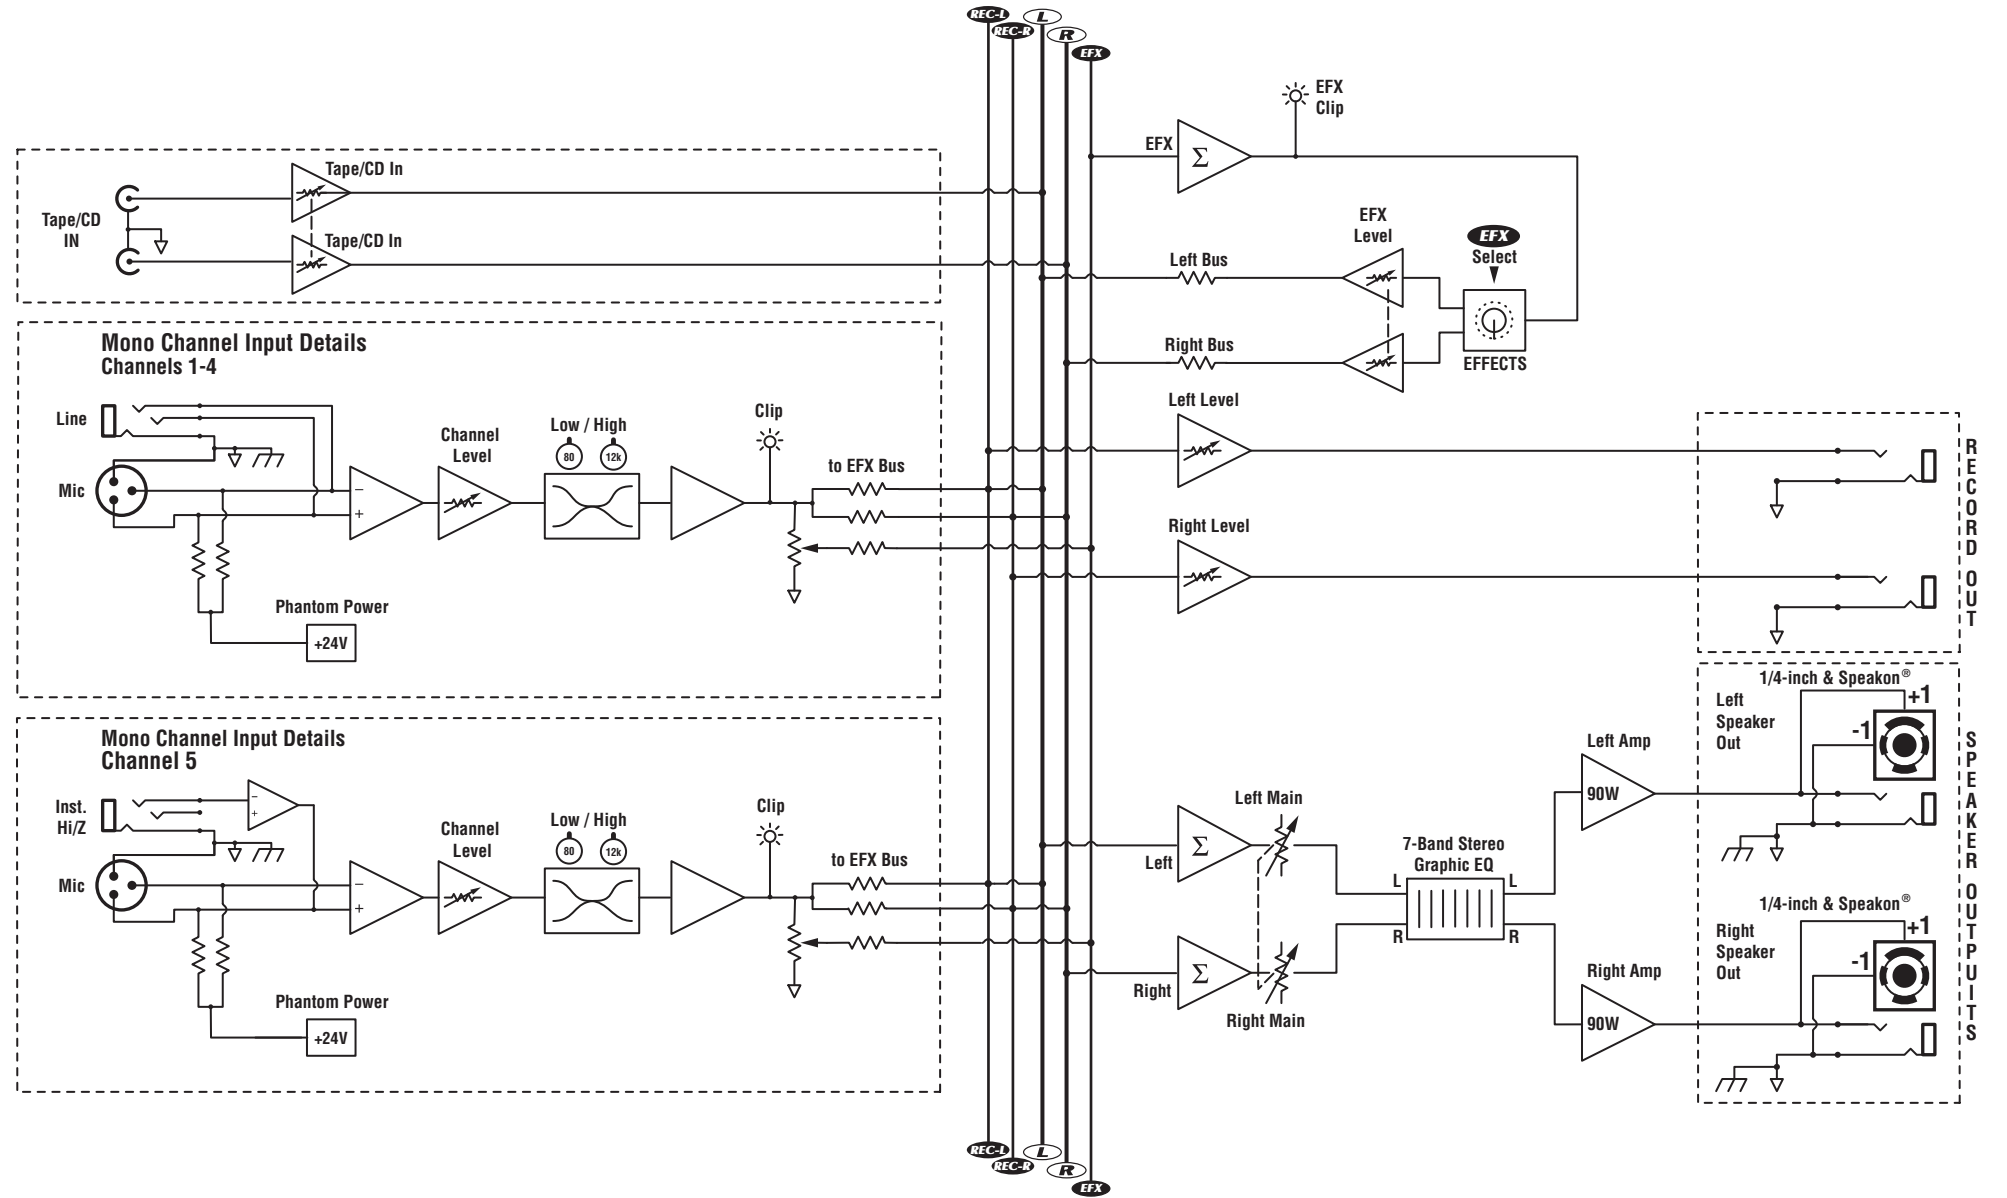 REC-L
REC-R
L
R
EFX
Tape/CD
IN
Tape/CD In
Tape/CD In
Mono Channel Input Details
Channels 1-4
Line
Mic
−
+
Channel
Level
Low / High
80
12k
Clip
to EFX Bus
Phantom Power
+24V
Mono Channel Input Details
Channel 5
Inst.
Hi/Z
−
+
Mic
−
+
Channel
Level
Low / High
80
12k
Clip
to EFX Bus
Phantom Power
+24V
EFX
Σ
EFX
Clip
EFX
Level
EFX
Select
EFFECTS
Left Bus
Right Bus
Left Level
Right Level
RECORD OUT
Left
Σ
Left Main
Right
Σ
Right Main
7-Band Stereo
Graphic EQ
L
L
R
R
Left Amp
90W
Right Amp
90W
1/4-inch & Speakon®
Left
Speaker
Out
+1
-1
1/4-inch & Speakon®
Right
Speaker
Out
+1
-1
SPEAKER OUTPUITS
REC-L
REC-R
L
R
EFX